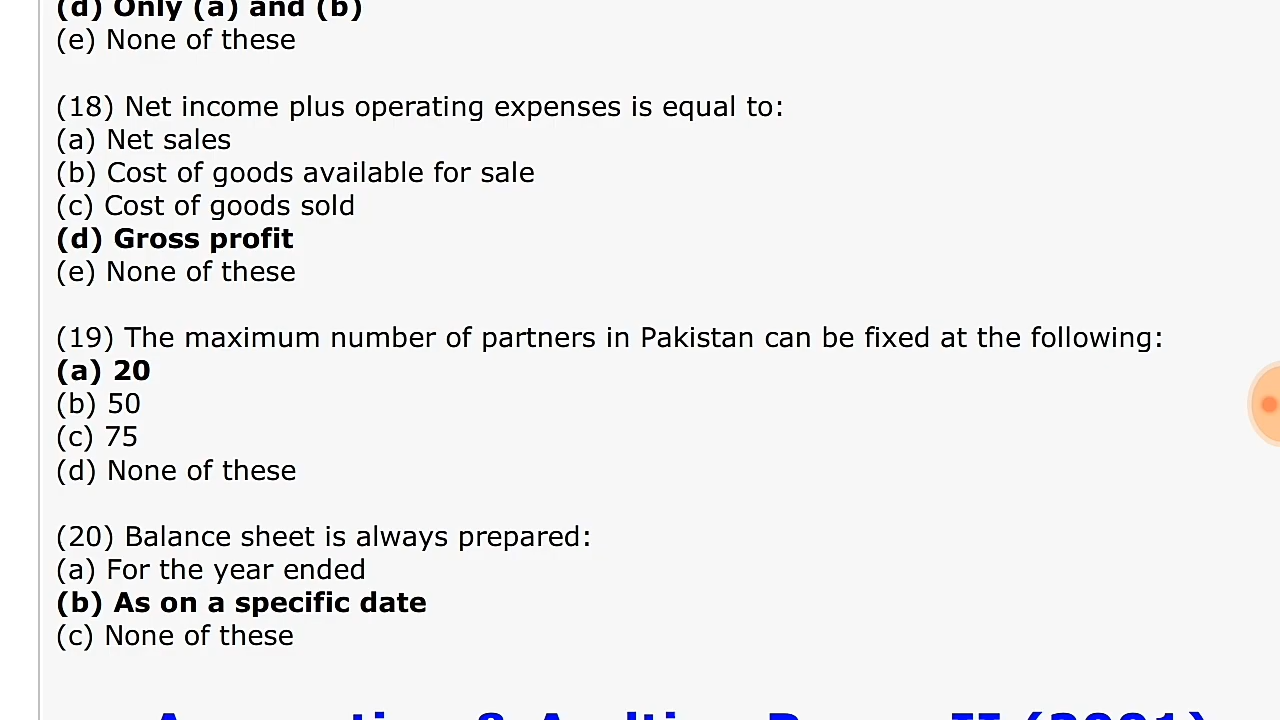 (d) Only (a) and (b)
(e) None of these
(18) Net income plus operating expenses is equal to:
(a) Net sales
(b) Cost of goods available for sale
(c) Cost of goods sold
(d) Gross profit
(e) None of these
(19) The maximum number of partners in Pakistan can be fixed at the following:
(a) 20
(b) 50
(c) 75
(d) None of these
(20) Balance sheet is always prepared:
(a) For the year ended
(b) As on a specific date
(c) None of these